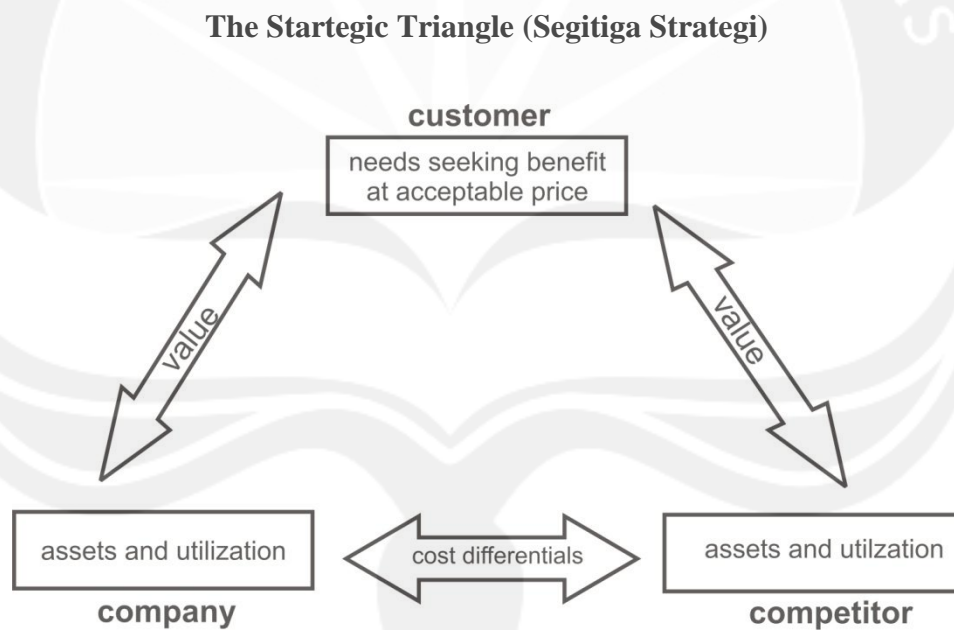 The Startegic Triangle (Segitiga Strategi)
customer
needs seeking benefit
at acceptable price
value
value
assets and utilization
cost differentials
assets and utilzation
company
competitor